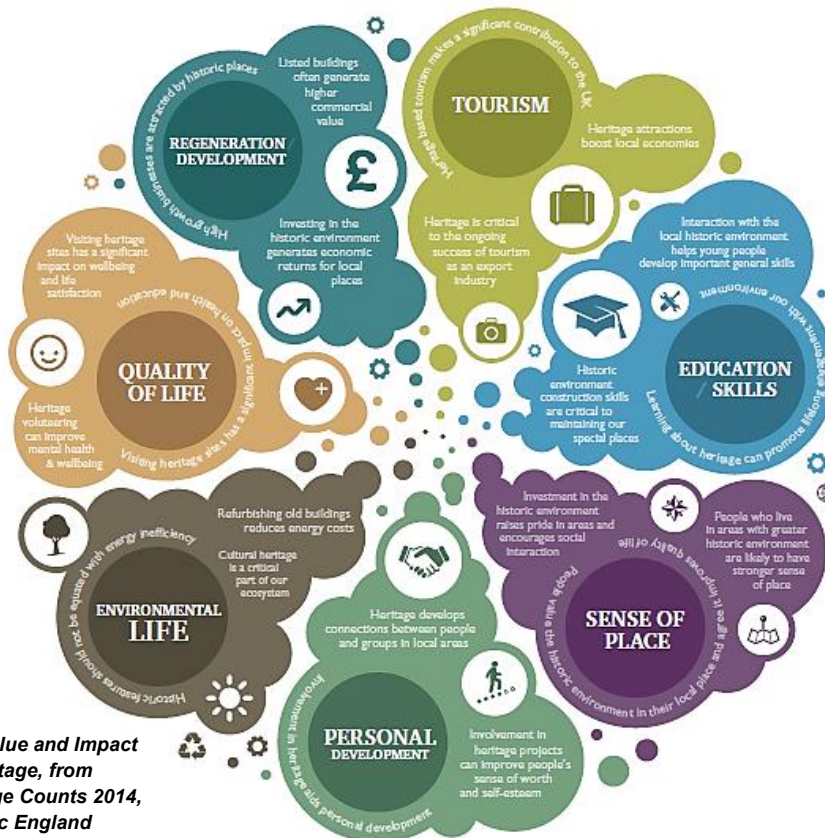 High growth businesses are attracted by historic places
REGENERATION /
DEVELOPMENT
Listed buildings
often generate
higher
commercial
value
£
Investing in the
historic environment
generates economic
returns for local
places
Heritage based tourism makes a significant contribution to the UK
TOURISM
Heritage attractions
boost local economies
Heritage is critical
to the ongoing
success of tourism
as an export
industry
Interaction with the
local historic environment
helps young people
develop important general skills
Learning about heritage can promote lifelong engagement with our environment
EDUCATION
/ SKILLS
Historic
environment
construction skills
are critical to
maintaining our
special places
Visiting heritage
sites has a significant
impact on wellbeing
and life
satisfaction
QUALITY
OF LIFE
Visiting heritage sites has a significant impact on health and education
Heritage
voluteering
can improve
mental health
& wellbeing
Refurbishing old buildings
reduces energy costs
Cultural heritage
is a critical
part of our
ecosystem
Historic features should not be equated with energy inefficiency
ENVIRONMENTAL
LIFE
Heritage develops
connections between people
and groups in local areas
Involvement in heritage aids personal development
PERSONAL
DEVELOPMENT
Involvement in
heritage projects
can improve people's
sense of worth
and self-esteem
Investment in the
historic environment
raises pride in areas and
encourages social
interaction
People who live
in areas with greater
historic environment
are likely to have
stronger sense
of place
People value the historic environment in their local place and agree it improves quality of life
SENSE OF
PLACE
lue and Impact
tage, from
ge Counts 2014,
ic England